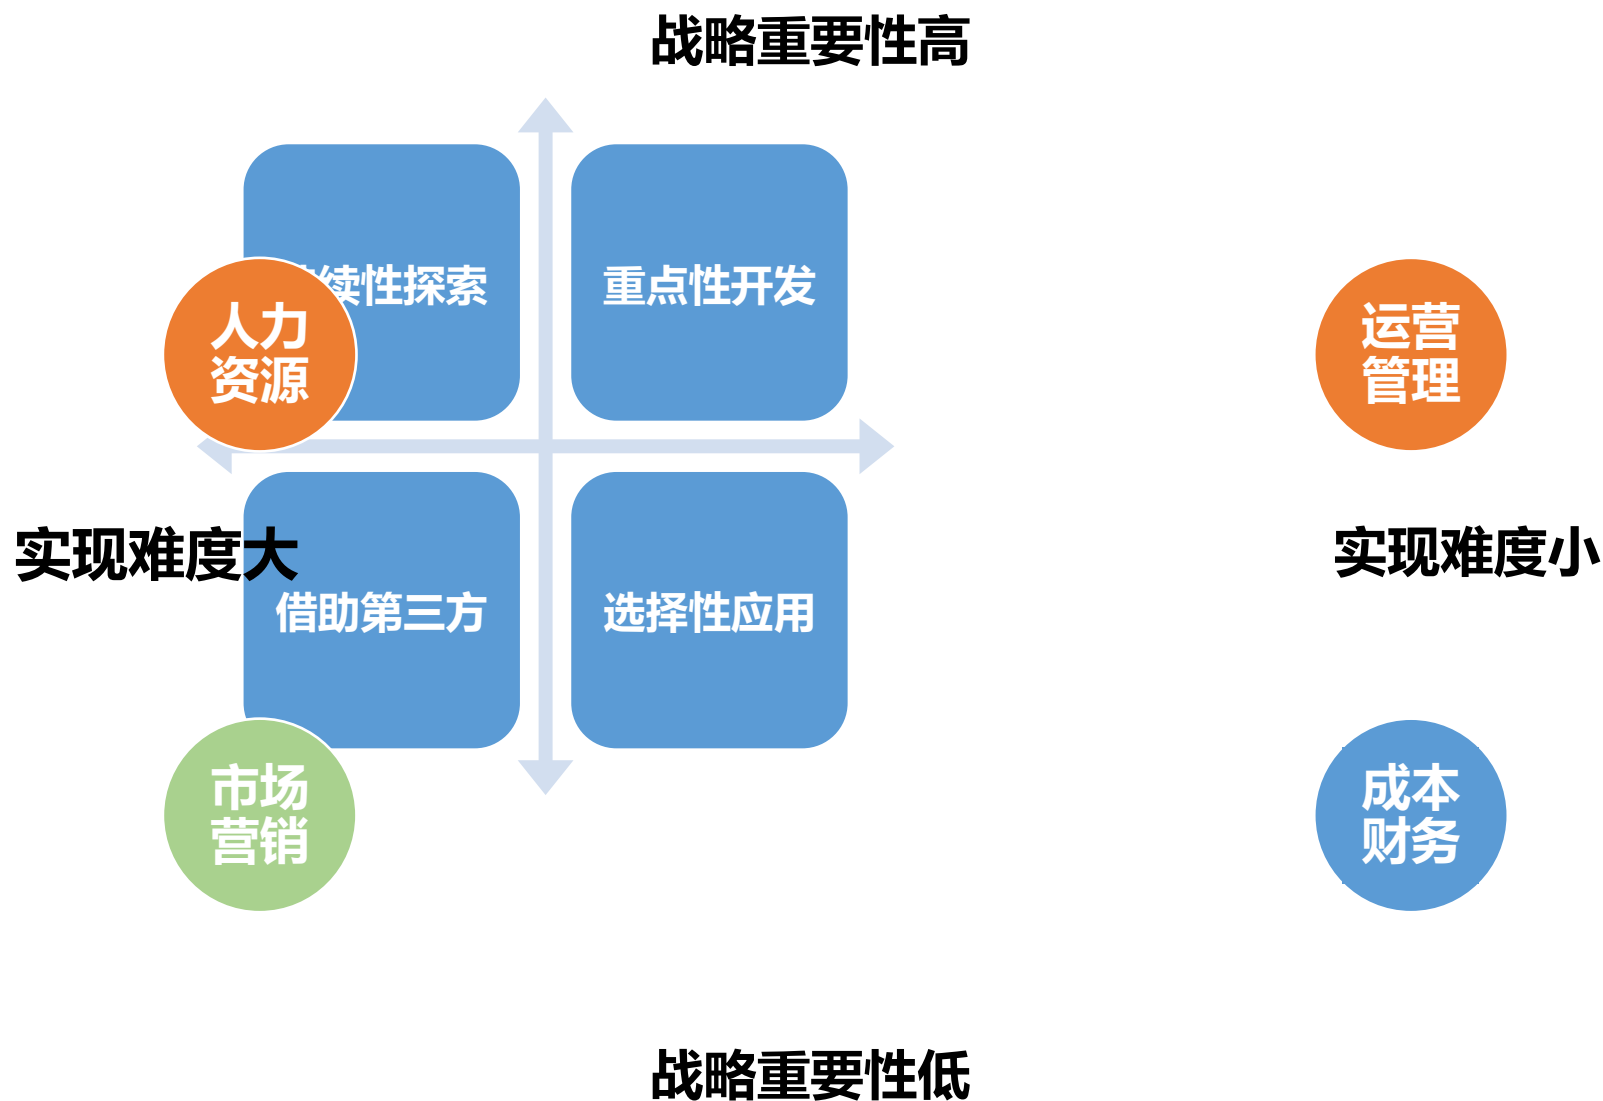 战略重要性高
续性探索
重点性开发
人力
资源
运营
管理
实现难度大
实现难度小
借助第三方
选择性应用
市场
营销
成本
财务
战略重要性低